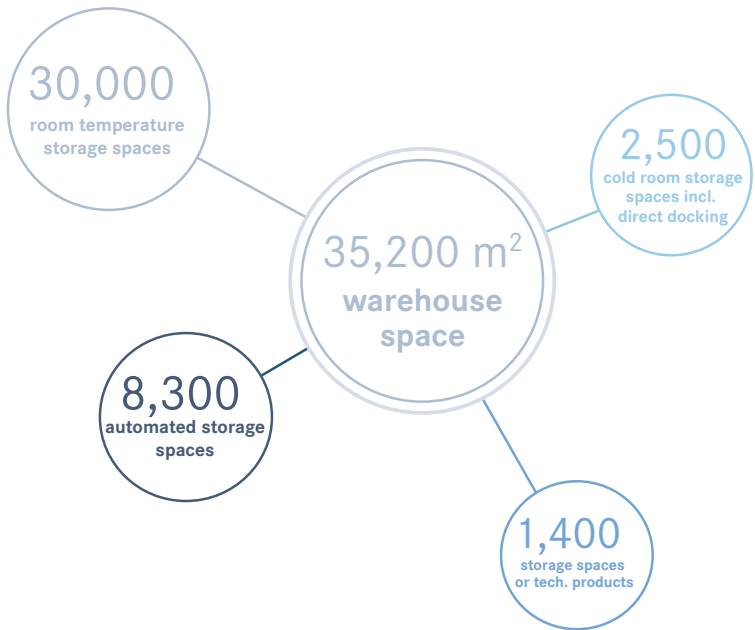 30,000
room temperature
storage spaces
2,500
cold room storage
spaces incl.
direct docking
35,200 m²
warehouse
space
8,300
automated storage
spaces
1,400
storage spaces
or tech. products